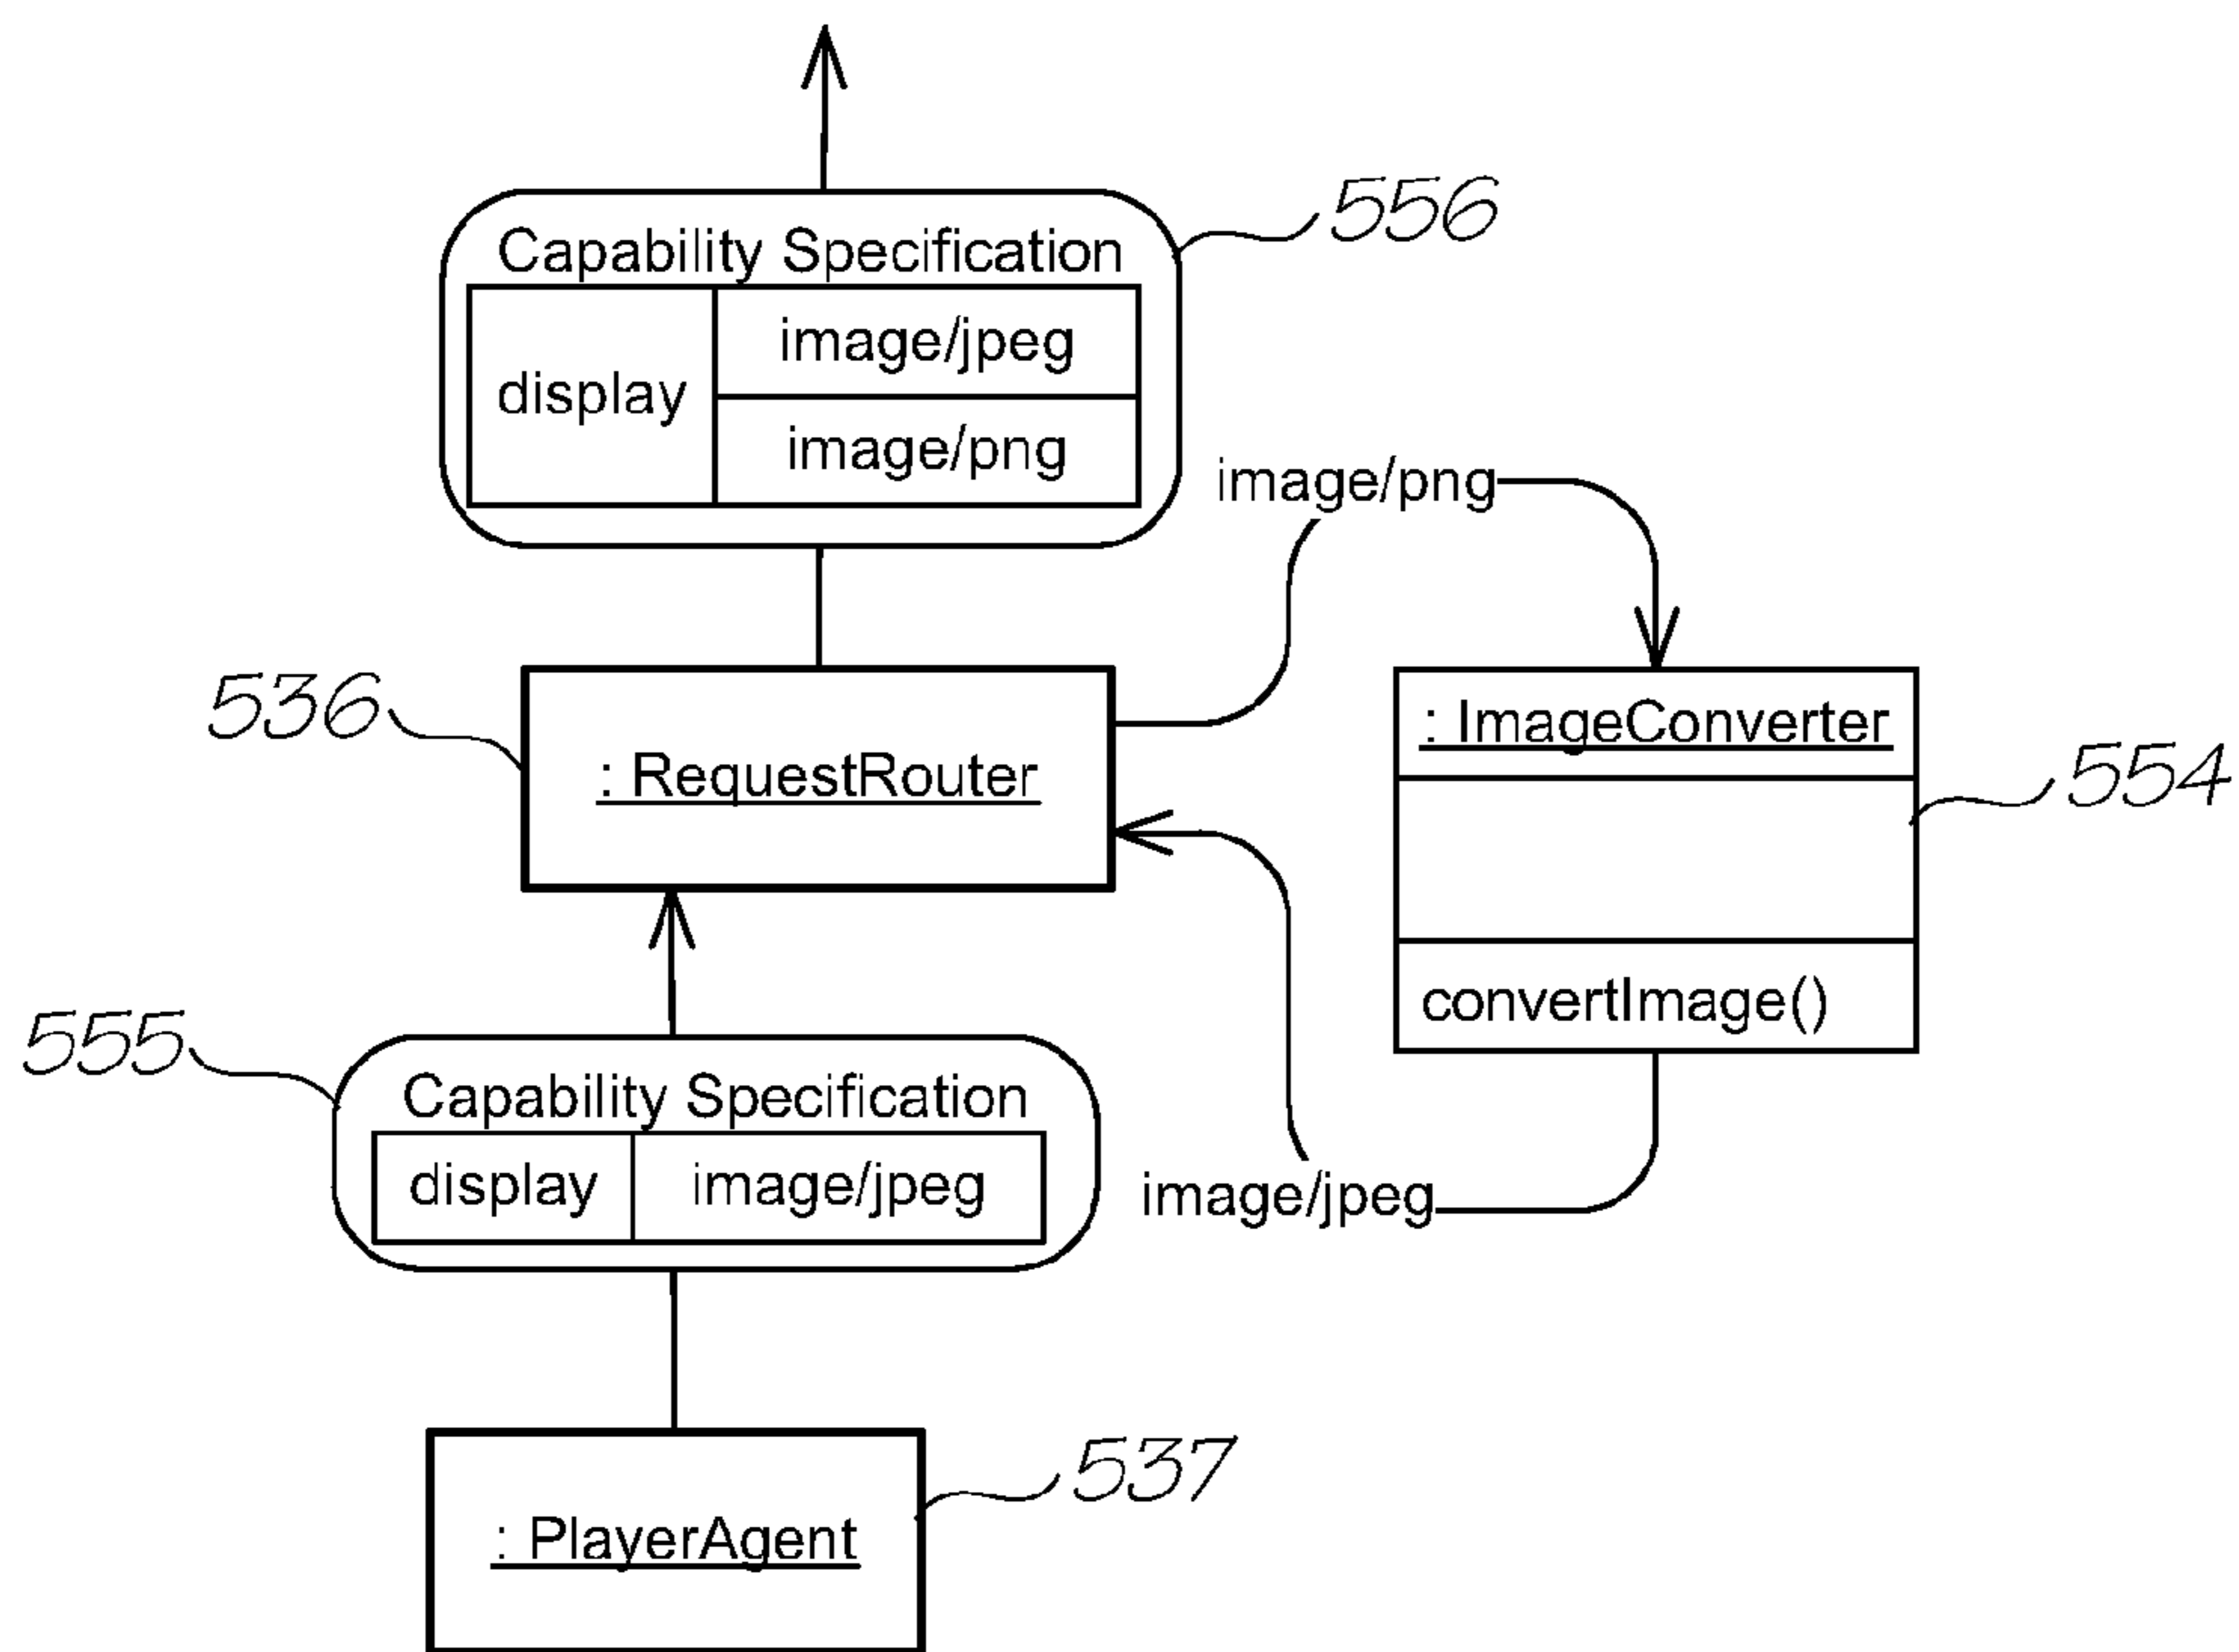 556
Capability Specification
display
image/jpeg
image/png
image/png
536
: RequestRouter
: ImageConverter
554
convertImage()
555
Capability Specification
display
image/jpeg
image/jpeg
537
: PlayerAgent